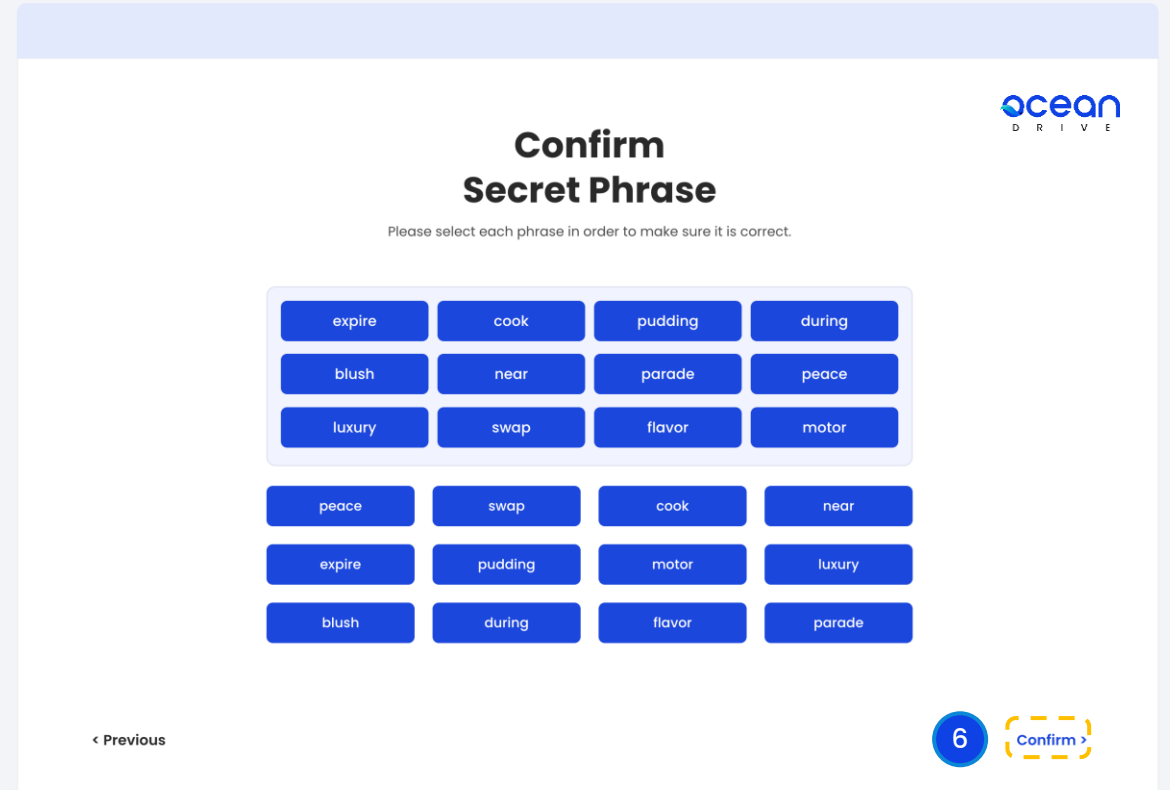 ocean
DRIVE
Confirm
Secret Phrase
Please select each phrase in order to make sure it is correct.
expire cook pudding during
blush near parade peace
luxury swap flavor motor
peace swap cook near
expire pudding motor luxury
blush during flavor parade
< Previous 6 Confirm >